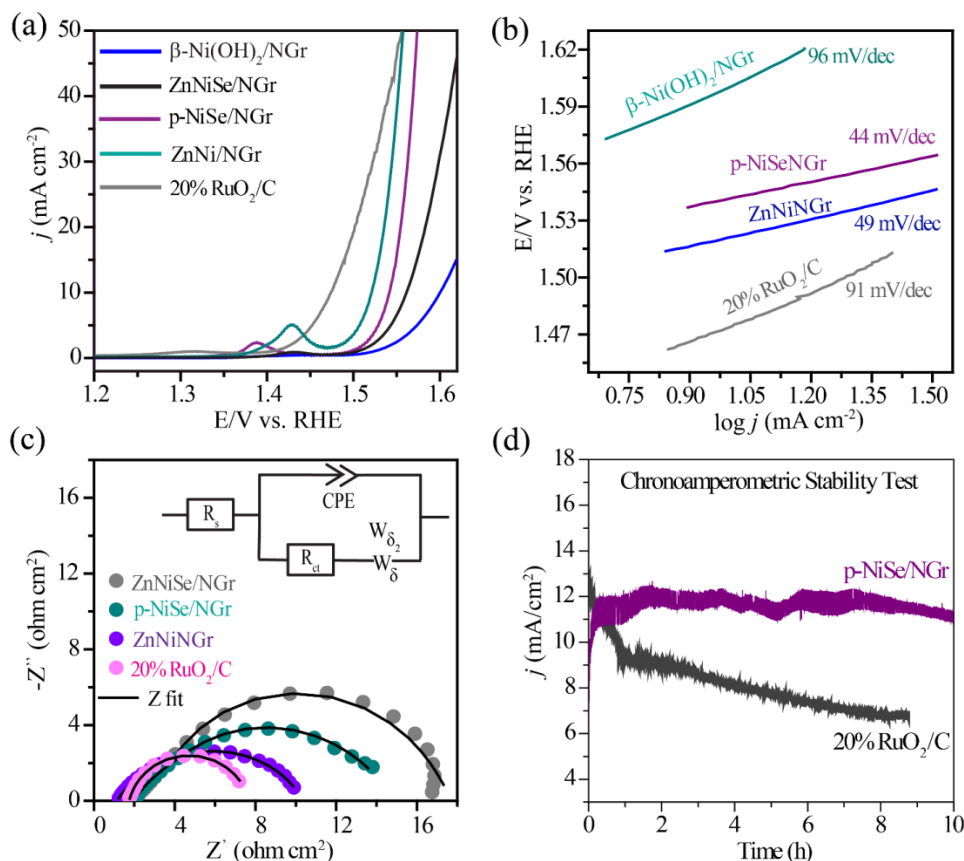 (a)
50
40
30
20
10
0
j (mA cm⁻²)
β-Ni(OH)₂/NGr
ZnNiSe/NGr
p-NiSe/NGr
ZnNi/NGr
20% RuO₂/C
1.2 1.3 1.4 1.5 1.6
E/V vs. RHE
(b)
1.62
1.59
1.56
1.53
1.50
1.47
E/V vs. RHE
β-Ni(OH)₂/NGr
96 mV/dec
44 mV/dec
p-NiSeNGr
ZnNiNGr
49 mV/dec
20% RuO₂/C
91 mV/dec
0.75 0.90 1.05 1.20 1.35 1.50
log j (mA cm⁻²)
(c)
16
12
8
4
0
-Z'' (ohm cm²)
R_s
CPE
R_ct
W_δ₂
W_δ
ZnNiSe/NGr
p-NiSe/NGr
ZnNiNGr
20% RuO₂/C
Z fit
0 4 8 12 16
Z' (ohm cm²)
(d)
18
16
14
12
10
8
6
4
j (mA/cm²)
Chronoamperometric Stability Test
p-NiSe/NGr
20% RuO₂/C
0 2 4 6 8 10
Time (h)